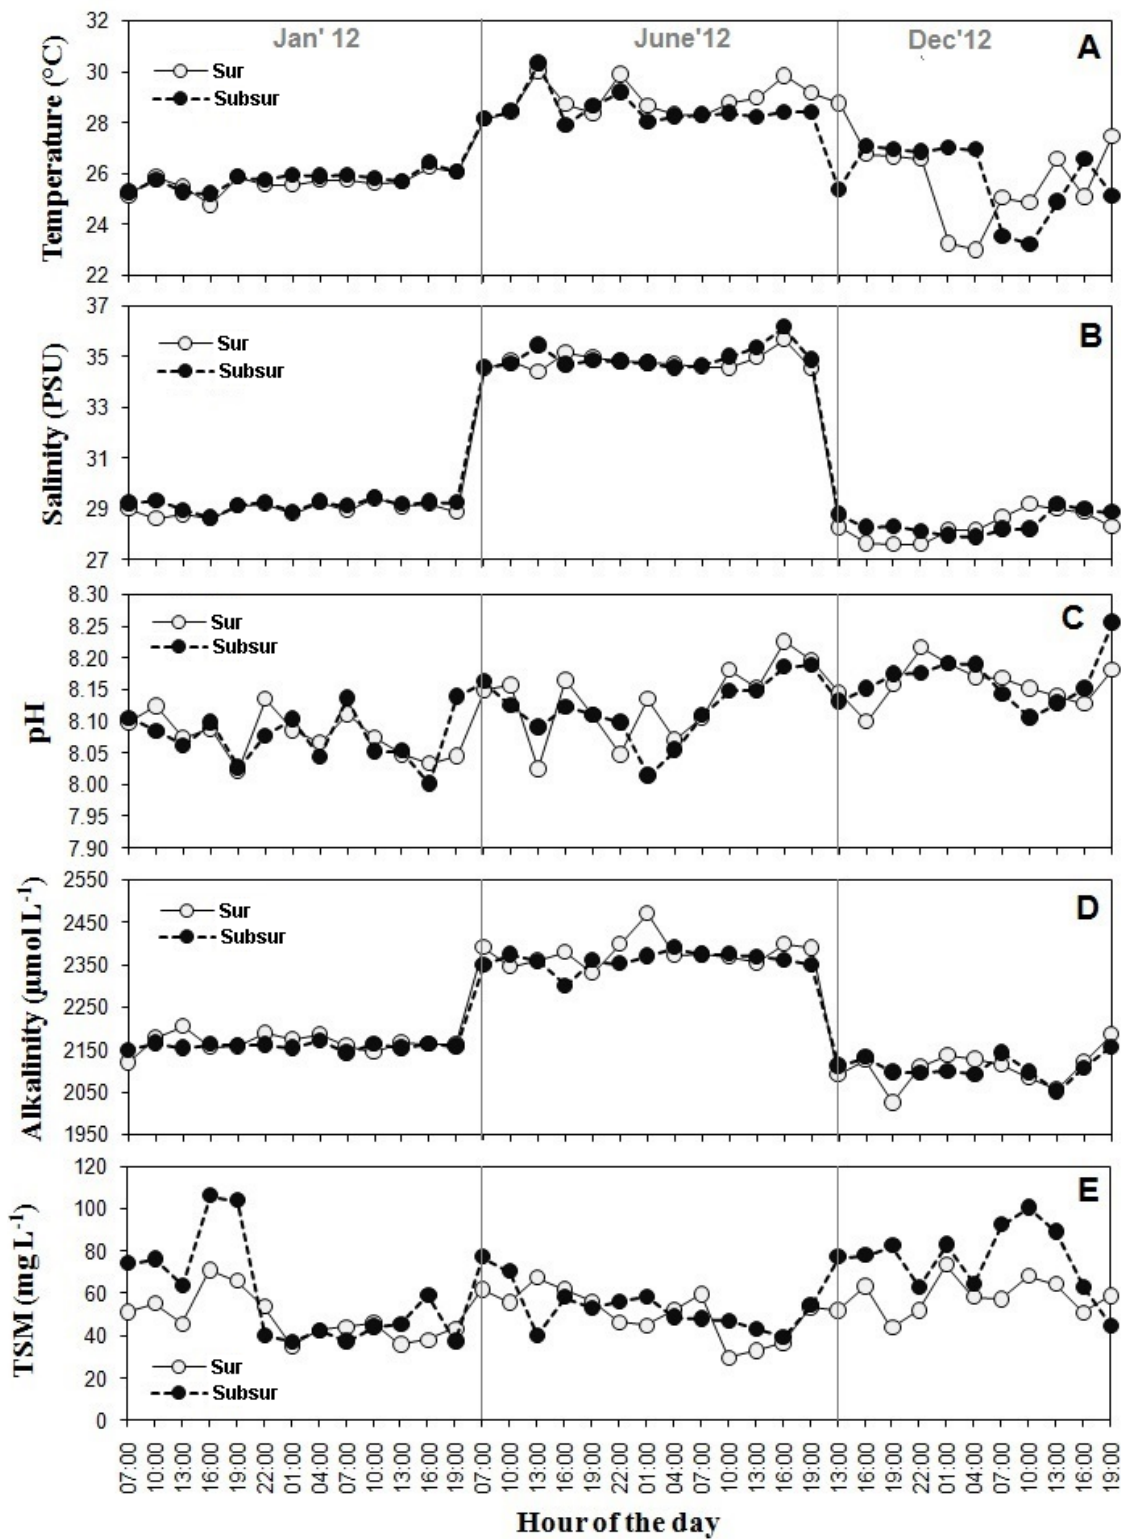 Jan' 12 June'12 Dec'12
A
Temperature (°C)
32
30
28
26
24
22
Sur
Subsur
B
Salinity (PSU)
37
35
33
31
29
27
Sur
Subsur
C
pH
8.30
8.25
8.20
8.15
8.10
8.05
8.00
7.95
7.90
Sur
Subsur
D
Alkalinity (µmol L-1)
2550
2450
2350
2250
2150
2050
1950
Sur
Subsur
E
TSM (mg L-1)
120
100
80
60
40
20
0
Sur
Subsur
07:00 10:00 13:00 16:00 19:00 22:00 01:00 04:00 07:00 10:00 13:00 16:00 19:00 07:00 10:00 13:00 16:00 19:00 22:00 01:00 04:00 07:00 10:00 13:00 16:00 19:00 13:00 16:00 19:00 22:00 01:00 04:00 07:00 10:00 13:00 16:00 19:00
Hour of the day